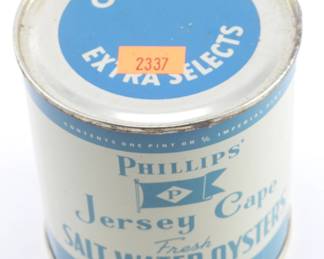 EXTRA SELECTS
2337
CONTENTS ONE PINT OR ⅚ IMPERIAL PINT
PHILLIPS'
P
Jersey Cape
Fresh
SALT WATER OYSTERS